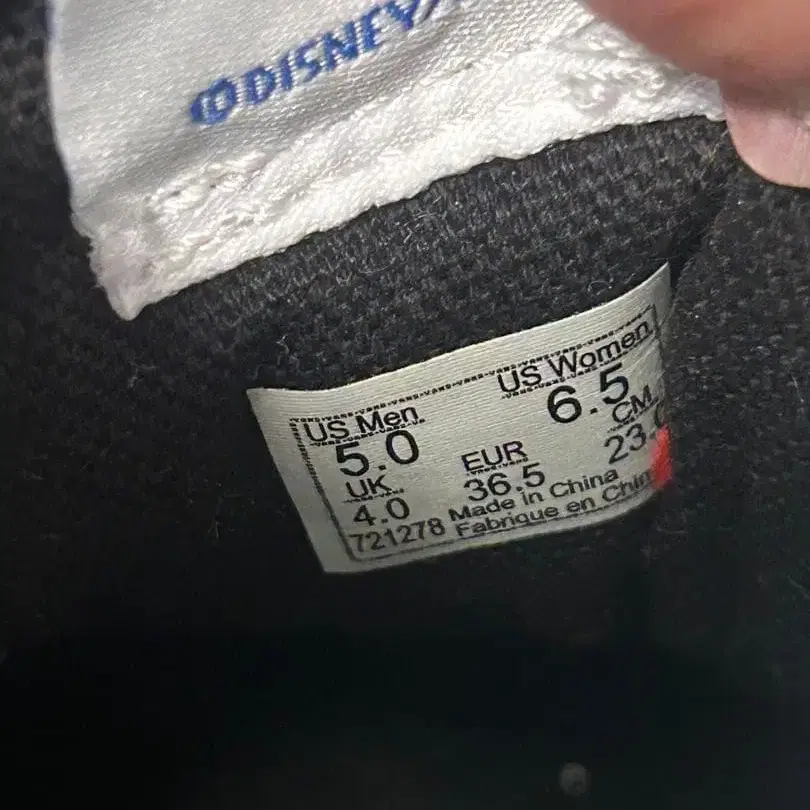 ©DISNEY/
US Men US Women
5.0 6.5
UK EUR CM
4.0 36.5 23.
721278 Made in China
Fabrique en Chin